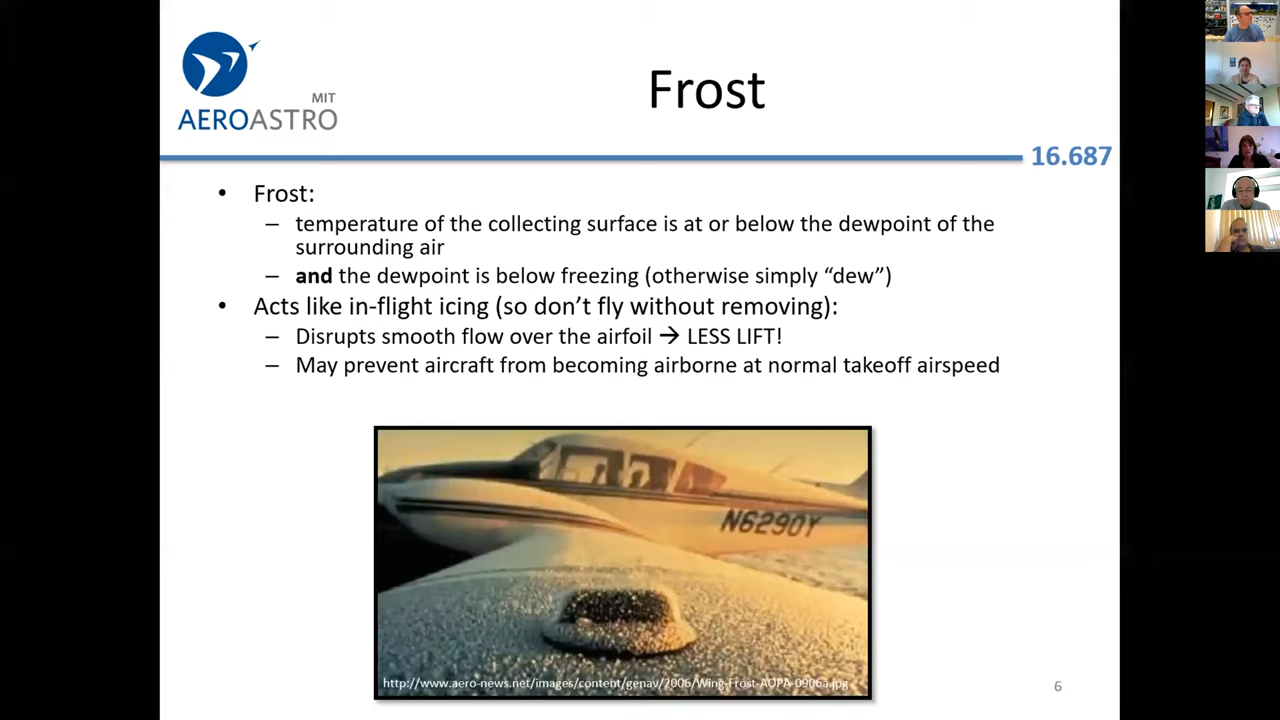 MIT
AEROASTRO
Frost
16.687
• Frost:
– temperature of the collecting surface is at or below the dewpoint of the
surrounding air
– and the dewpoint is below freezing (otherwise simply “dew”)
• Acts like in-flight icing (so don’t fly without removing):
– Disrupts smooth flow over the airfoil → LESS LIFT!
– May prevent aircraft from becoming airborne at normal takeoff airspeed
N6290Y
http://www.aero-news.net/images/content/genav/2006/Wing-Frost-AOPA-0906a.jpg
6